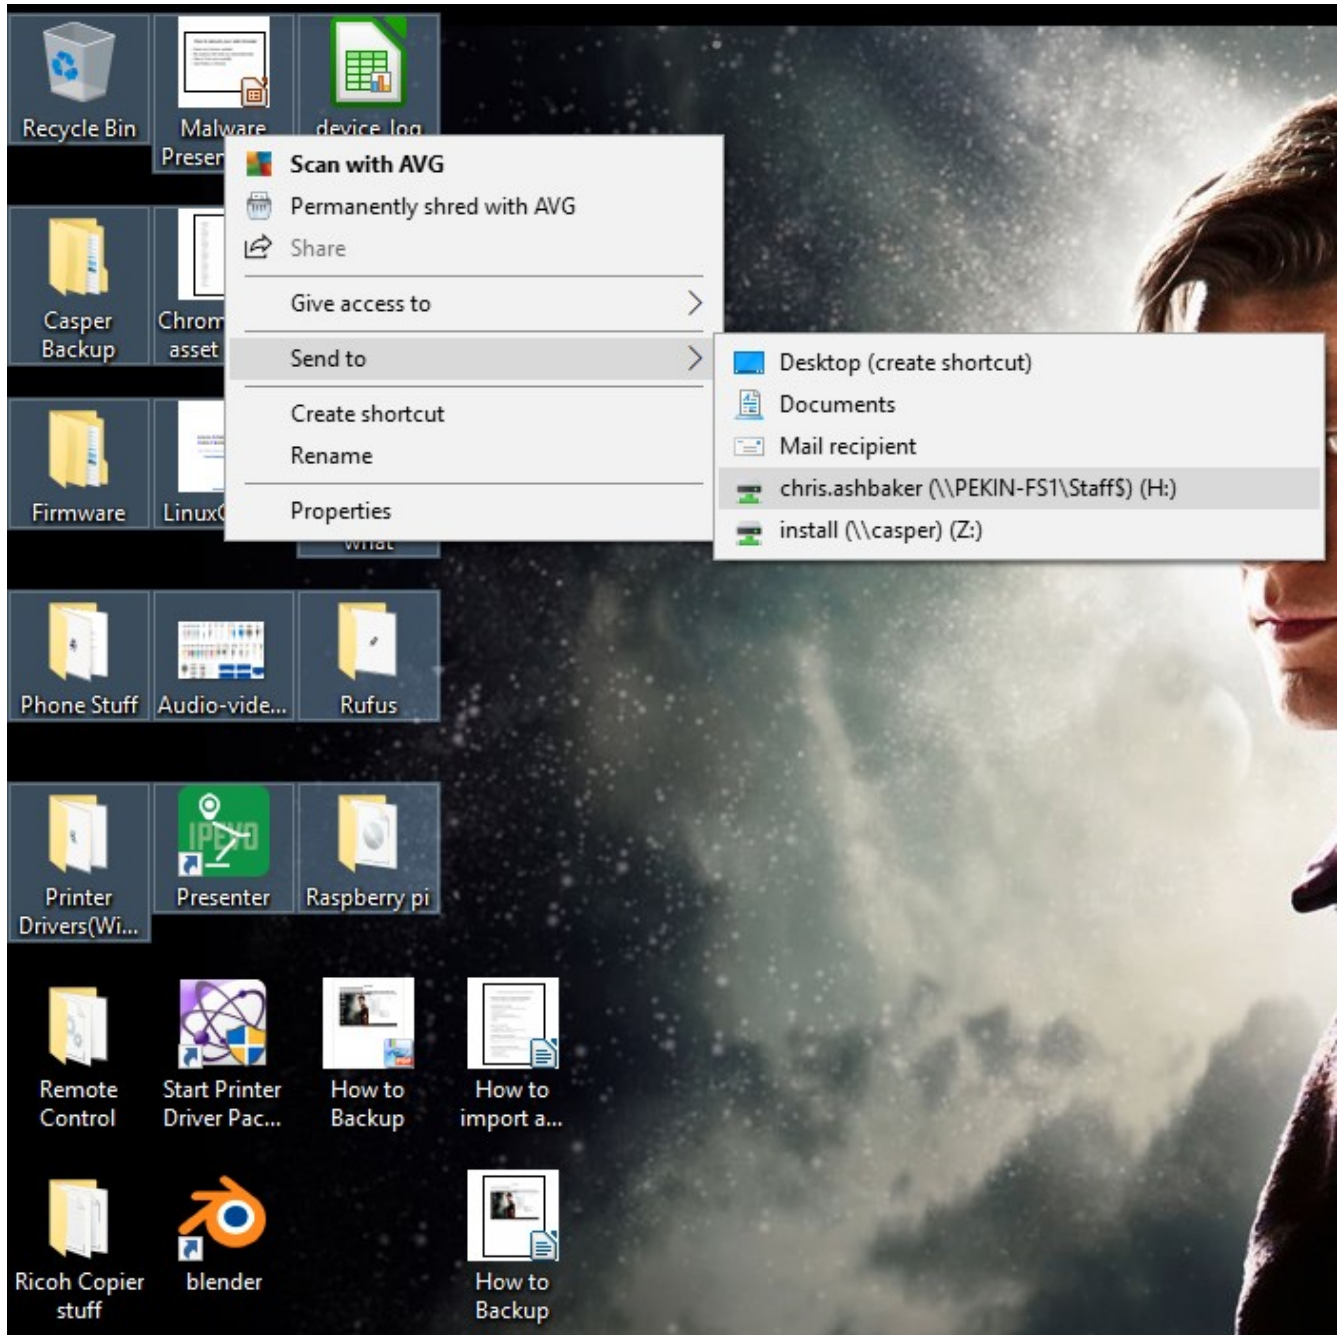 Recycle Bin
Malware
Presen
device_log
Scan with AVG
Permanently shred with AVG
Share
Give access to
Send to
Create shortcut
Rename
Properties
Desktop (create shortcut)
Documents
Mail recipient
chris.ashbaker (\\PEKIN-FS1\Staff$) (H:)
install (\\casper) (Z:)
Casper
Backup
Chrom
asset
Firmware
Linux
what
Phone Stuff
Audio-vide...
Rufus
Printer
Drivers(Wi...
IPEVO
Presenter
Raspberry pi
Remote
Control
Start Printer
Driver Pac...
How to
Backup
How to
import a...
Ricoh Copier
stuff
blender
How to
Backup